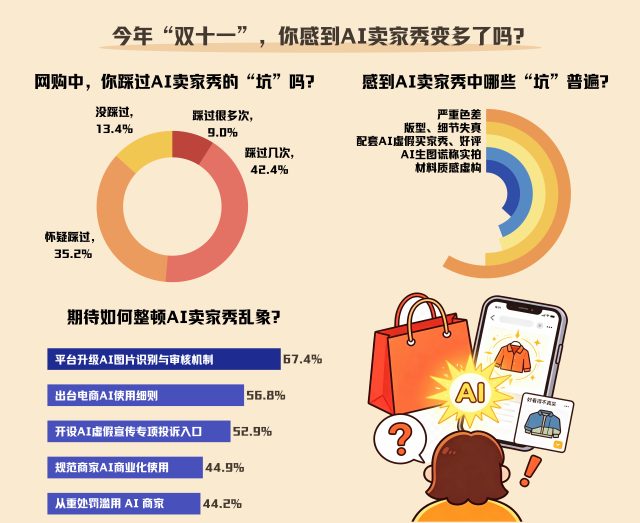 今年“双十一”，你感到AI卖家秀变多了吗?
网购中，你踩过AI卖家秀的“坑”吗?
没踩过，
13.4%
踩过很多次，
9.0%
踩过几次，
42.4%
怀疑踩过，
35.2%
感到AI卖家秀中哪些“坑”普遍?
严重色差
版型、细节失真
配套AI虚假买家秀、好评
AI生图谎称实拍
材料质感虚构
期待如何整顿AI卖家秀乱象?
平台升级AI图片识别与审核机制 67.4%
出台电商AI使用细则 56.8%
开设AI虚假宣传专项投诉入口 52.9%
规范商家AI商业化使用 44.9%
从重处罚滥用 AI 商家 44.2%
AI
好看得不真实
?
!